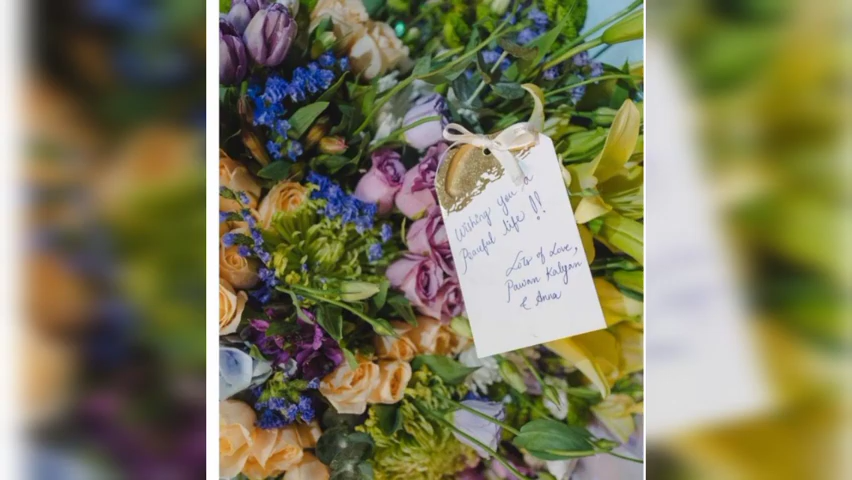 Wishing you a
Peaceful life !!
Lots of Love,
Pawan Kalyan
& Anna